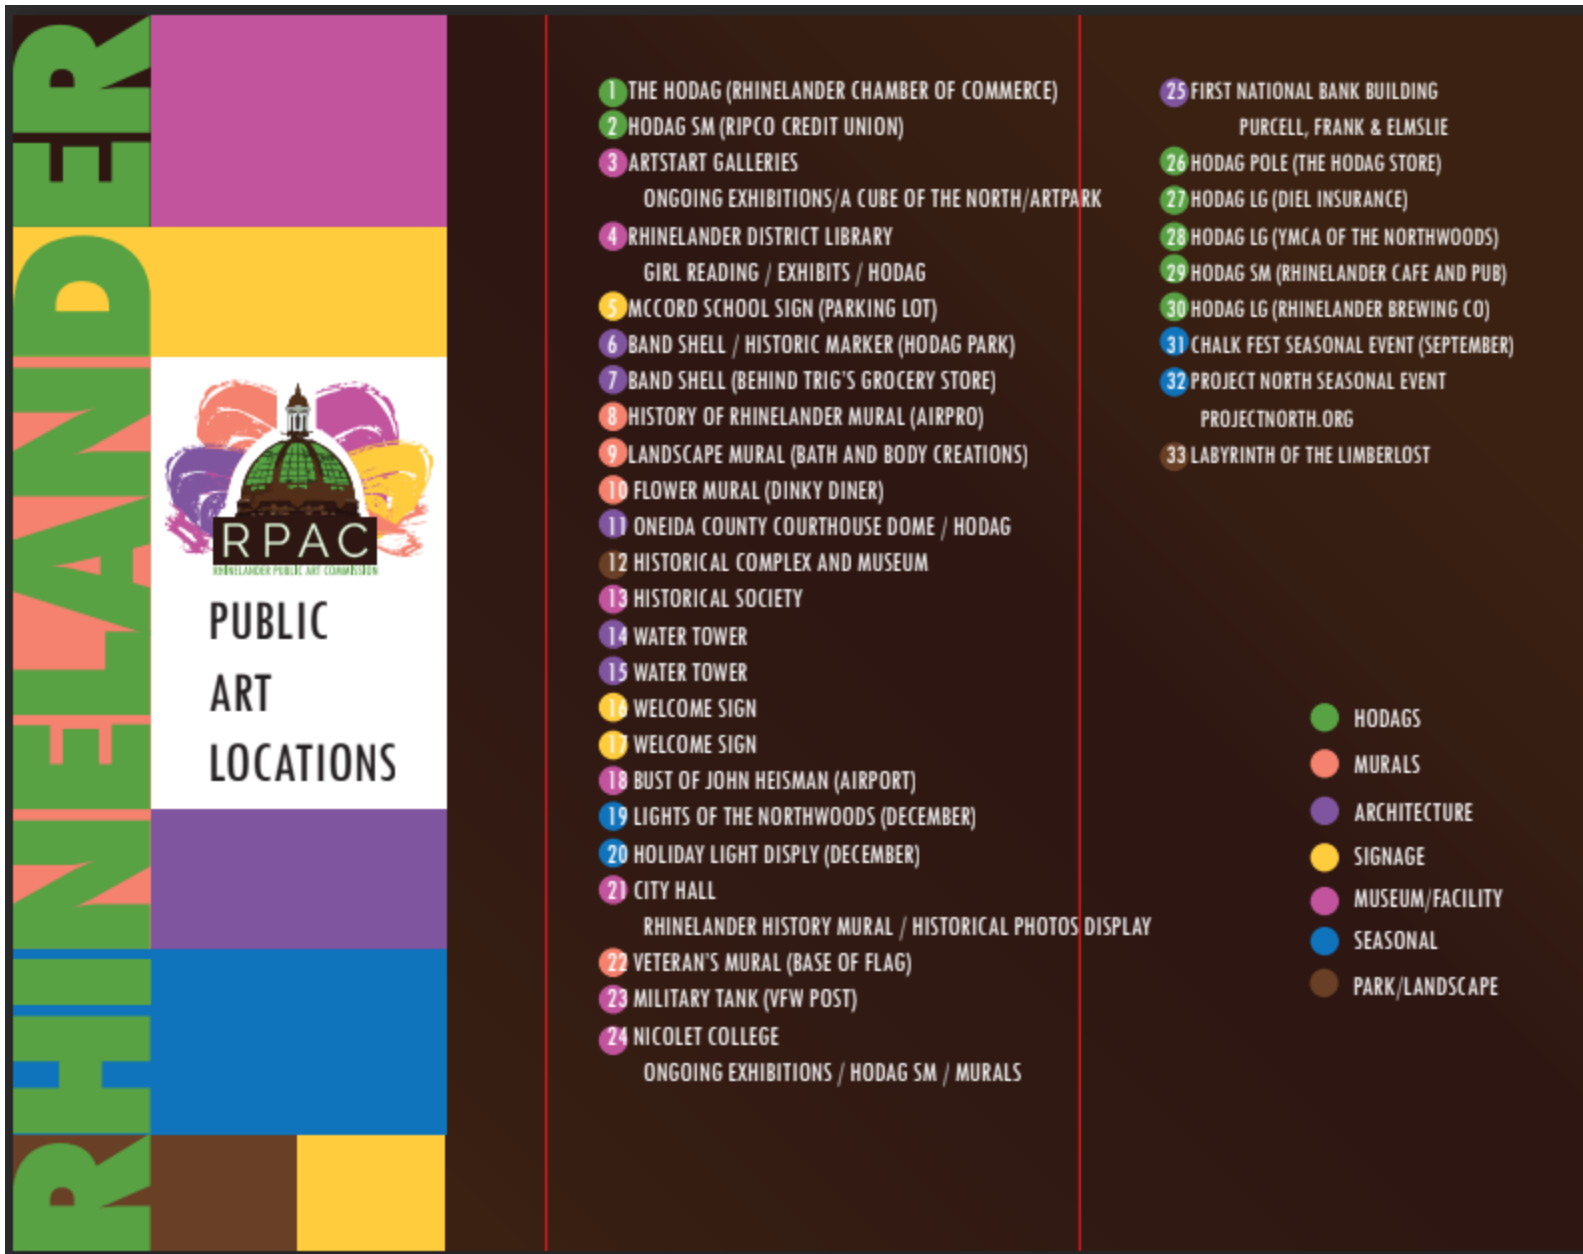 RHINELANDER
RPAC
RHINELANDER PUBLIC ART COMMISSION
PUBLIC
ART
LOCATIONS
1 THE HODAG (RHINELANDER CHAMBER OF COMMERCE)
2 HODAG SM (RIPCO CREDIT UNION)
3 ARTSTART GALLERIES
ONGOING EXHIBITIONS/A CUBE OF THE NORTH/ARTPARK
4 RHINELANDER DISTRICT LIBRARY
GIRL READING / EXHIBITS / HODAG
5 MCCORD SCHOOL SIGN (PARKING LOT)
6 BAND SHELL / HISTORIC MARKER (HODAG PARK)
7 BAND SHELL (BEHIND TRIG'S GROCERY STORE)
8 HISTORY OF RHINELANDER MURAL (AIRPRO)
9 LANDSCAPE MURAL (BATH AND BODY CREATIONS)
10 FLOWER MURAL (DINKY DINER)
11 ONEIDA COUNTY COURTHOUSE DOME / HODAG
12 HISTORICAL COMPLEX AND MUSEUM
13 HISTORICAL SOCIETY
14 WATER TOWER
15 WATER TOWER
16 WELCOME SIGN
17 WELCOME SIGN
18 BUST OF JOHN HEISMAN (AIRPORT)
19 LIGHTS OF THE NORTHWOODS (DECEMBER)
20 HOLIDAY LIGHT DISPLY (DECEMBER)
21 CITY HALL
RHINELANDER HISTORY MURAL / HISTORICAL PHOTOS DISPLAY
22 VETERAN'S MURAL (BASE OF FLAG)
23 MILITARY TANK (VFW POST)
24 NICOLET COLLEGE
ONGOING EXHIBITIONS / HODAG SM / MURALS
25 FIRST NATIONAL BANK BUILDING
PURCELL, FRANK & ELMSLIE
26 HODAG POLE (THE HODAG STORE)
27 HODAG LG (DIEL INSURANCE)
28 HODAG LG (YMCA OF THE NORTHWOODS)
29 HODAG SM (RHINELANDER CAFE AND PUB)
30 HODAG LG (RHINELANDER BREWING CO)
31 CHALK FEST SEASONAL EVENT (SEPTEMBER)
32 PROJECT NORTH SEASONAL EVENT
PROJECTNORTH.ORG
33 LABYRINTH OF THE LIMBERLOST
HODAGS
MURALS
ARCHITECTURE
SIGNAGE
MUSEUM/FACILITY
SEASONAL
PARK/LANDSCAPE